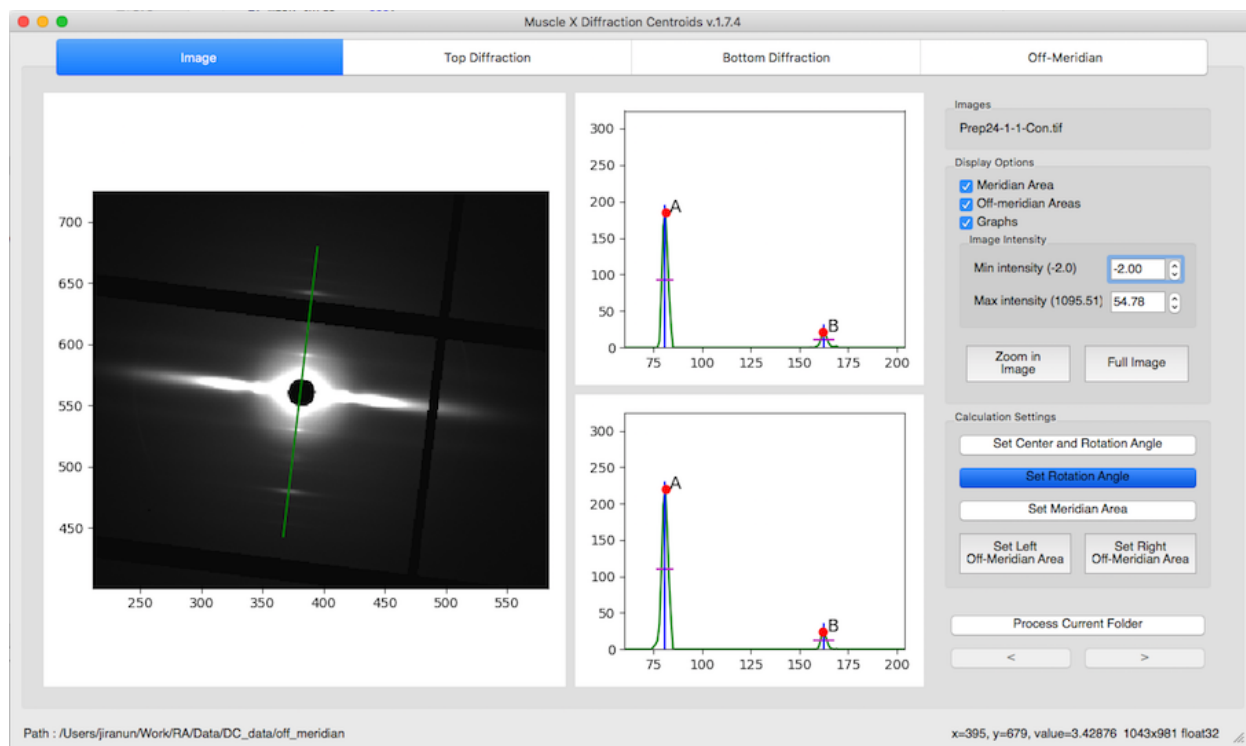 Muscle X Diffraction Centroids v.1.7.4
Image Top Diffraction Bottom Diffraction Off-Meridian
700
650
600
550
500
450
250 300 350 400 450 500 550
300
250
200
150
100
50
0
A
B
75 100 125 150 175 200
300
250
200
150
100
50
0
A
B
75 100 125 150 175 200
Images
Prep24-1-1-Con.tif
Display Options
Meridian Area
Off-meridian Areas
Graphs
Image Intensity
Min intensity (-2.0) -2.00
Max intensity (1095.51) 54.78
Zoom in
Image
Full Image
Calculation Settings
Set Center and Rotation Angle
Set Rotation Angle
Set Meridian Area
Set Left
Off-Meridian Area
Set Right
Off-Meridian Area
Process Current Folder
< >
Path : /Users/jiranun/Work/RA/Data/DC_data/off_meridian
x=395, y=679, value=3.42876 1043x981 float32